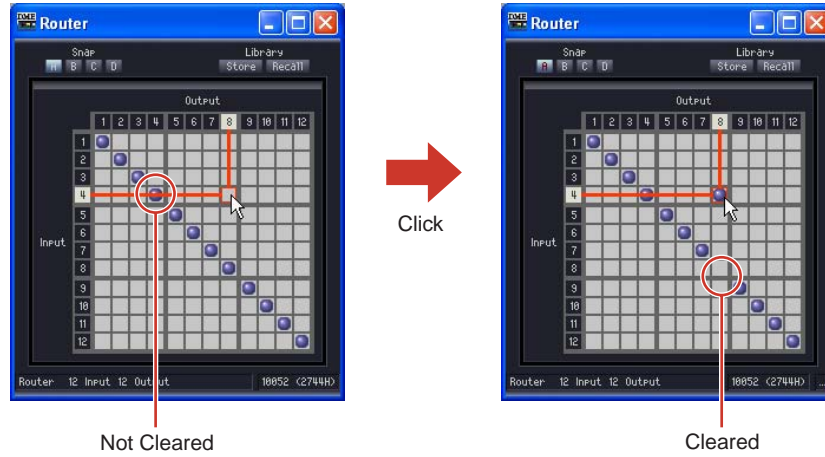 DME Router
Snap
Library
A B C D
Store Recall
Output
1 2 3 4 5 6 7 8 9 10 11 12
1
2
3
4
5
6
Input
7
8
9
10
11
12
Router 12 Input 12 Output 10052 (2744H)
Not Cleared
Click
DME Router
Snap
Library
A B C D
Store Recall
Output
1 2 3 4 5 6 7 8 9 10 11 12
1
2
3
4
5
6
Input
7
8
9
10
11
12
Router 12 Input 12 Output 10052 (2744H) ...
Cleared